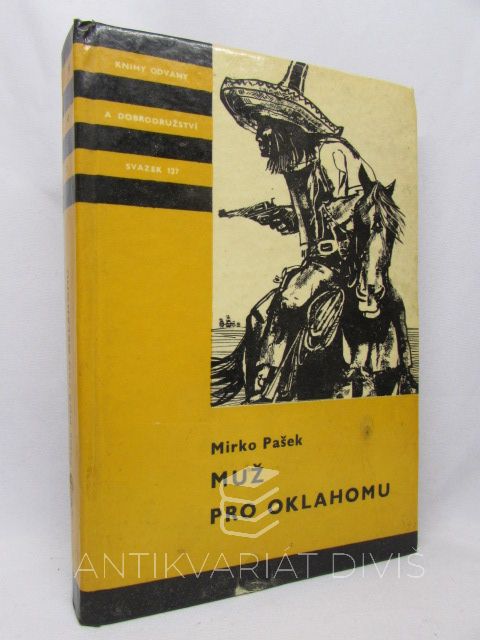 KNIHY ODVAHY
A DOBRODRUŽSTVÍ
SVAZEK 127
Mirko Pašek
MUŽ
PRO OKLAHOMU
ANTIKVARIÁT DIVIŠ